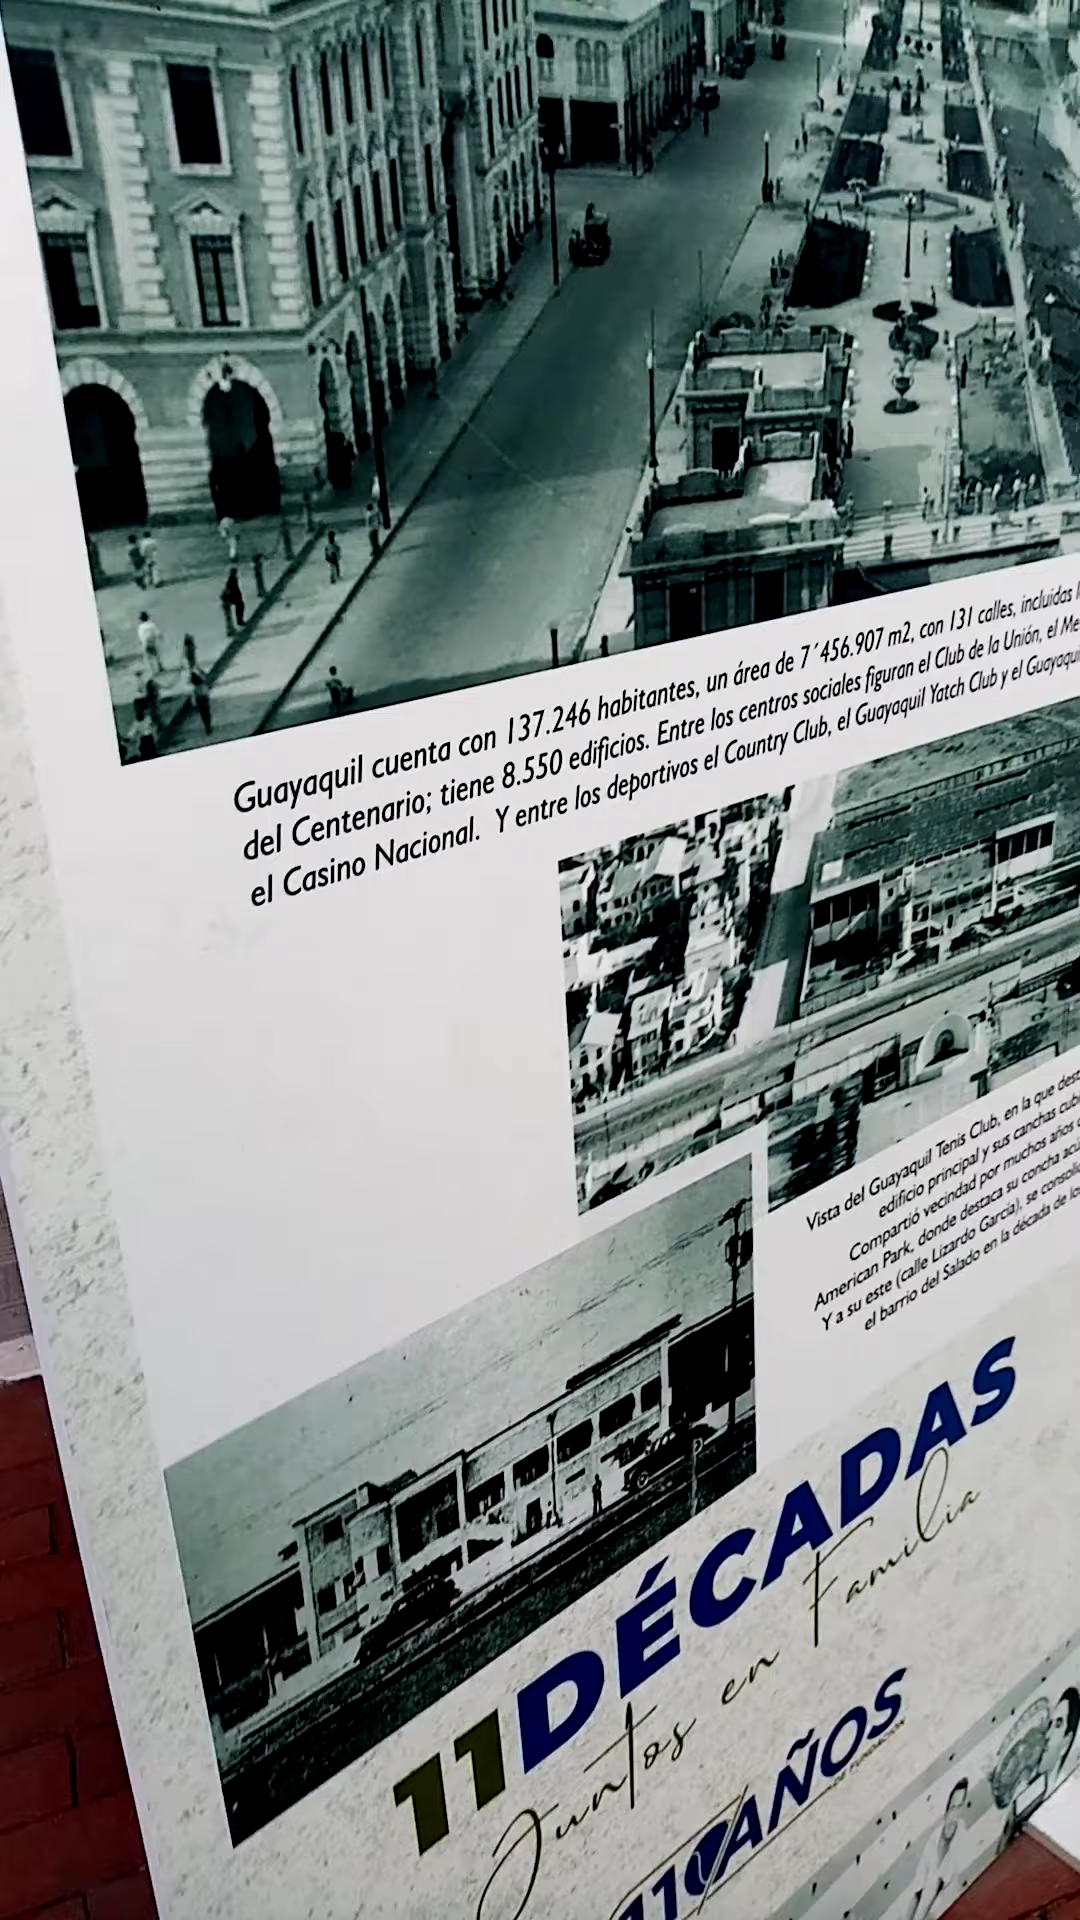 Guayaquil cuenta con 137.246 habitantes, un área de 7´456.907 m2, con 131 calles, incluidas
del Centenario; tiene 8.550 edificios. Entre los centros sociales figuran el Club de la Unión, el
el Casino Nacional. Y entre los deportivos el Country Club, el Guayaquil Yatch Club y el
Vista del Guayaquil Tenis Club, en la que
edificio principal y sus canchas
Compartió vecindad por muchos años
American Park, donde destaca su concha
Y a su este (calle Lizardo García), se
el barrio del Salado en la década de
11DÉCADAS
Juntos en Familia
110AÑOS
DE FUNDACIÓN